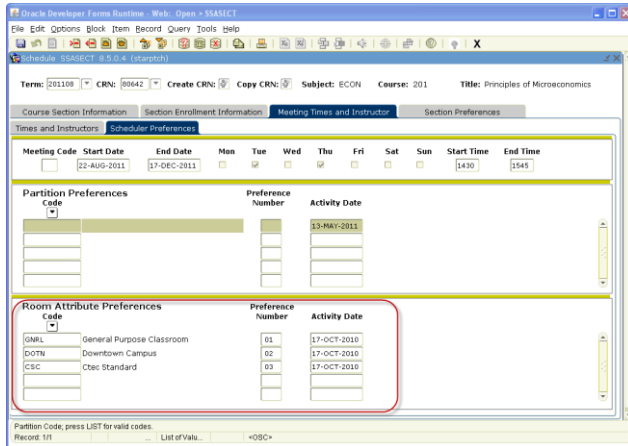 Oracle Developer Forms Runtime - Web: Open > SSASECT
File Edit Options Block Item Record Query Tools Help
Schedule SSASECT 8.5.0.4 (starptch)
Term: 201108 CRN: 80642 Create CRN: Copy CRN: Subject: ECON Course: 201 Title: Principles of Microeconomics
Course Section Information Section Enrollment Information Meeting Times and Instructor Section Preferences
Times and Instructors Scheduler Preferences
Meeting Code Start Date End Date Mon Tue Wed Thu Fri Sat Sun Start Time End Time
22-AUG-2011 17-DEC-2011 1430 1545
Partition Preferences Preference
Code Number Activity Date
13-MAY-2011
Room Attribute Preferences Preference
Code Number Activity Date
GNRL General Purpose Classroom 01 17-OCT-2010
DOTN Downtown Campus 02 17-OCT-2010
CSC Ctec Standard 03 17-OCT-2010
Partition Code; press LIST for valid codes.
Record: 1/1 ... List of Valu... <OSC>